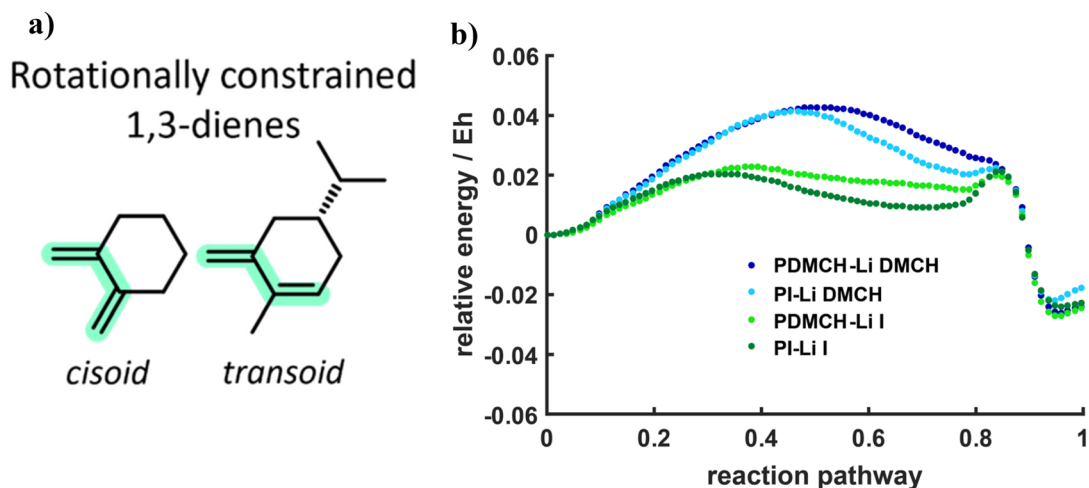 a)
Rotationally constrained
1,3-dienes
cisoid
transoid
b)
relative energy / Eh
0.06
0.04
0.02
0
-0.02
-0.04
-0.06
PDMCH-Li DMCH
PI-Li DMCH
PDMCH-Li I
PI-Li I
0
0.2
0.4
0.6
0.8
1
reaction pathway